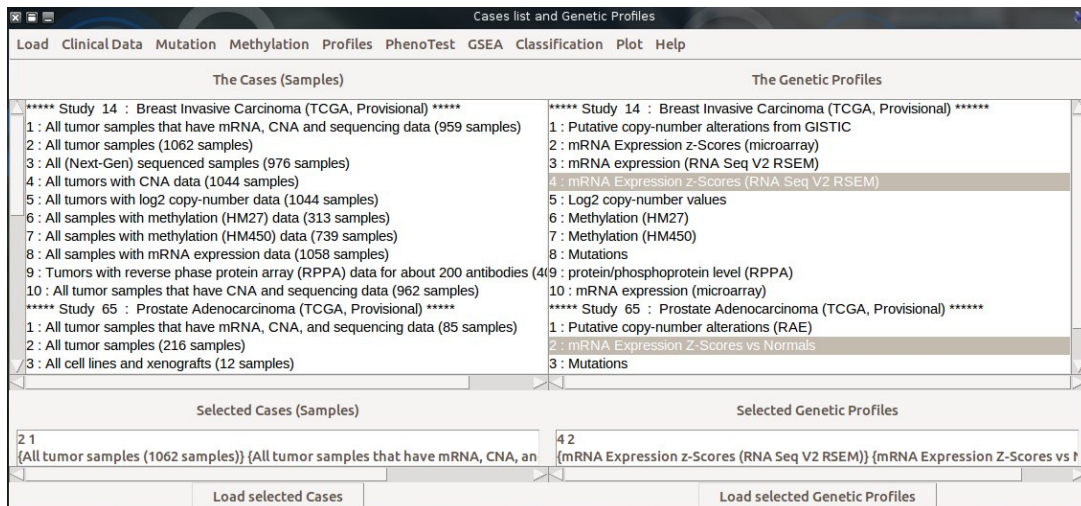 Cases list and Genetic Profiles
Load Clinical Data Mutation Methylation Profiles PhenoTest GSEA Classification Plot Help
The Cases (Samples)
***** Study 14 : Breast Invasive Carcinoma (TCGA, Provisional) *****
1 : All tumor samples that have mRNA, CNA and sequencing data (959 samples)
2 : All tumor samples (1062 samples)
3 : All (Next-Gen) sequenced samples (976 samples)
4 : All tumors with CNA data (1044 samples)
5 : All tumors with log2 copy-number data (1044 samples)
6 : All samples with methylation (HM27) data (313 samples)
7 : All samples with methylation (HM450) data (739 samples)
8 : All samples with mRNA expression data (1058 samples)
9 : Tumors with reverse phase protein array (RPPA) data for about 200 antibodies (40
10 : All tumor samples that have CNA and sequencing data (962 samples)
***** Study 65 : Prostate Adenocarcinoma (TCGA, Provisional) *****
1 : All tumor samples that have mRNA, CNA, and sequencing data (85 samples)
2 : All tumor samples (216 samples)
3 : All cell lines and xenografts (12 samples)
The Genetic Profiles
***** Study 14 : Breast Invasive Carcinoma (TCGA, Provisional) ******
1 : Putative copy-number alterations from GISTIC
2 : mRNA Expression z-Scores (microarray)
3 : mRNA expression (RNA Seq V2 RSEM)
4 : mRNA Expression z-Scores (RNA Seq V2 RSEM)
5 : Log2 copy-number values
6 : Methylation (HM27)
7 : Methylation (HM450)
8 : Mutations
9 : protein/phosphoprotein level (RPPA)
10 : mRNA expression (microarray)
***** Study 65 : Prostate Adenocarcinoma (TCGA, Provisional) ******
1 : Putative copy-number alterations (RAE)
2 : mRNA Expression Z-Scores vs Normals
3 : Mutations
Selected Cases (Samples)
2 1
{All tumor samples (1062 samples)} {All tumor samples that have mRNA, CNA, an
Load selected Cases
Selected Genetic Profiles
4 2
{mRNA Expression z-Scores (RNA Seq V2 RSEM)} {mRNA Expression Z-Scores vs
Load selected Genetic Profiles